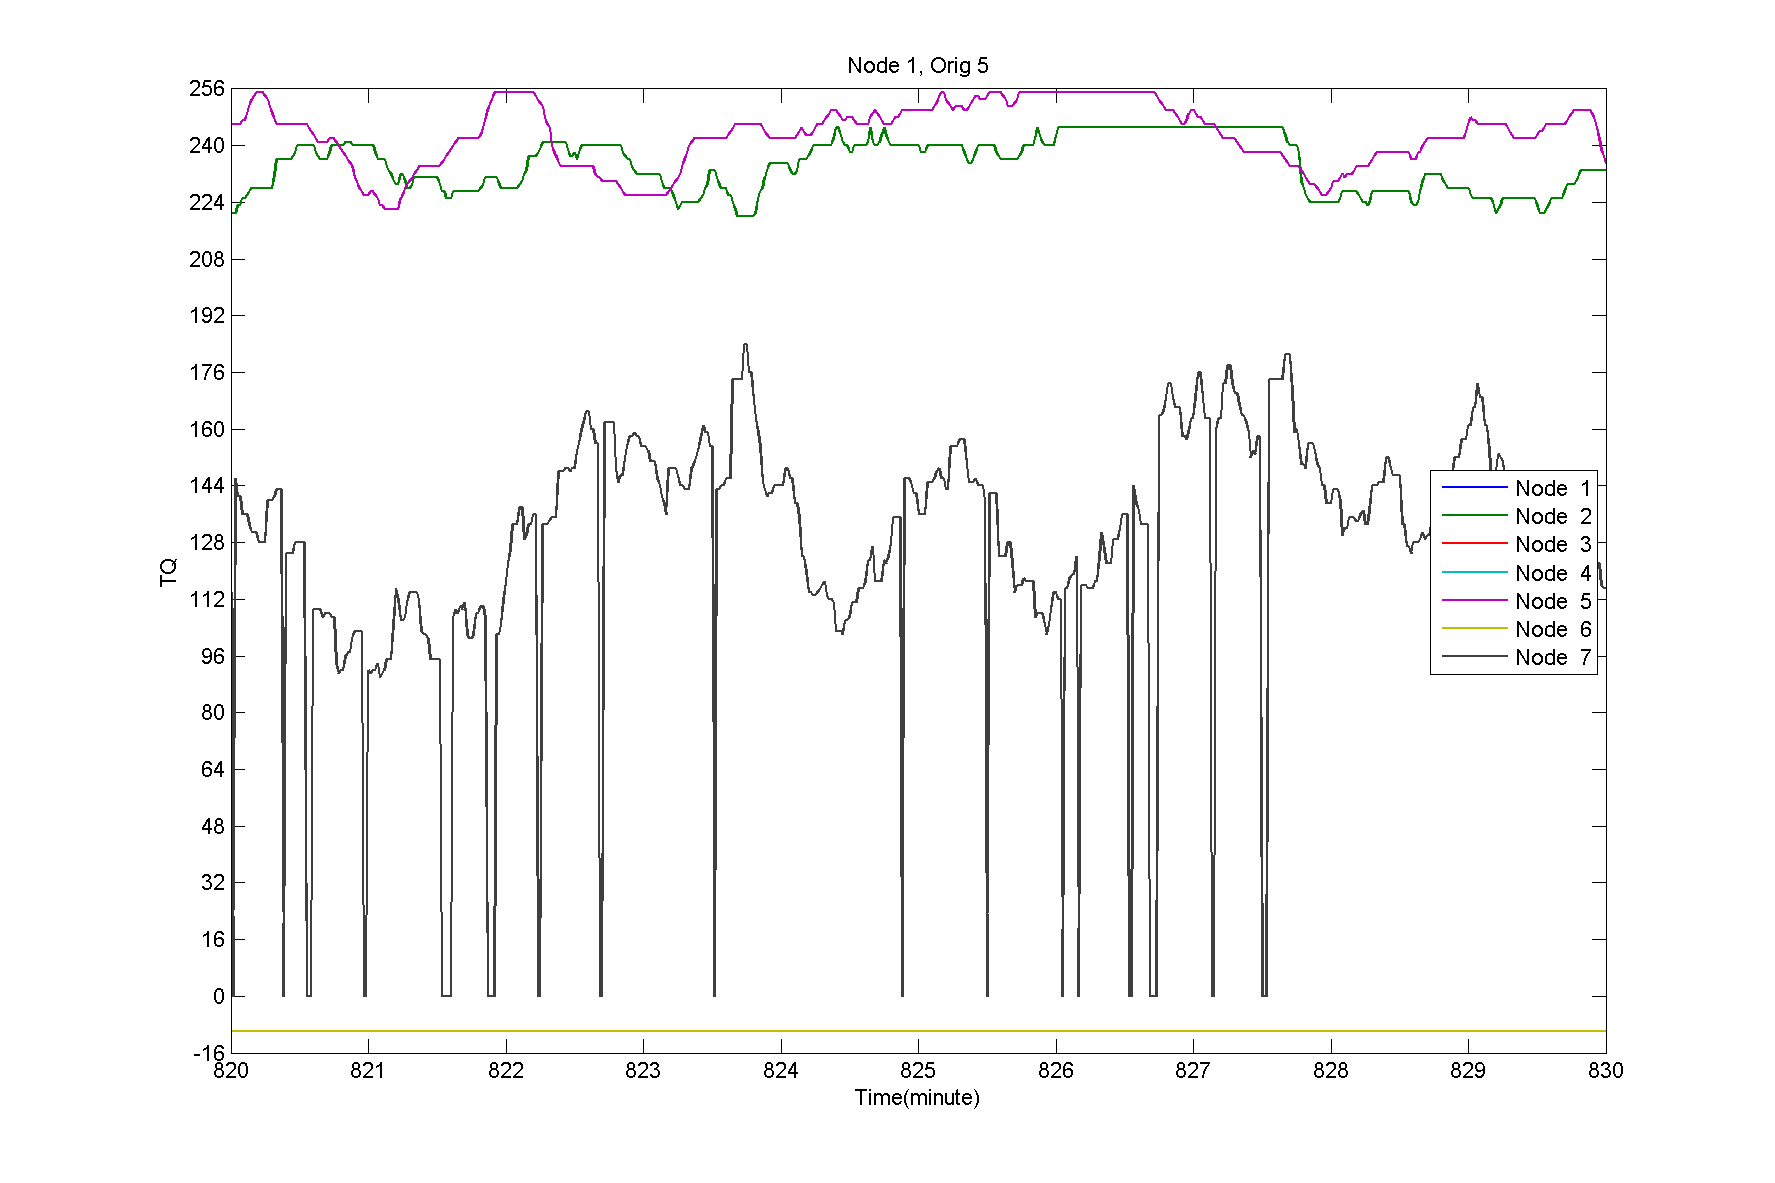 Node 1, Orig 5
256
240
224
208
192
176
160
144
128
112
96
80
64
48
32
16
0
-16
TQ
Node 1
Node 2
Node 3
Node 4
Node 5
Node 6
Node 7
820 821 822 823 824 825 826 827 828 829 830
Time(minute)